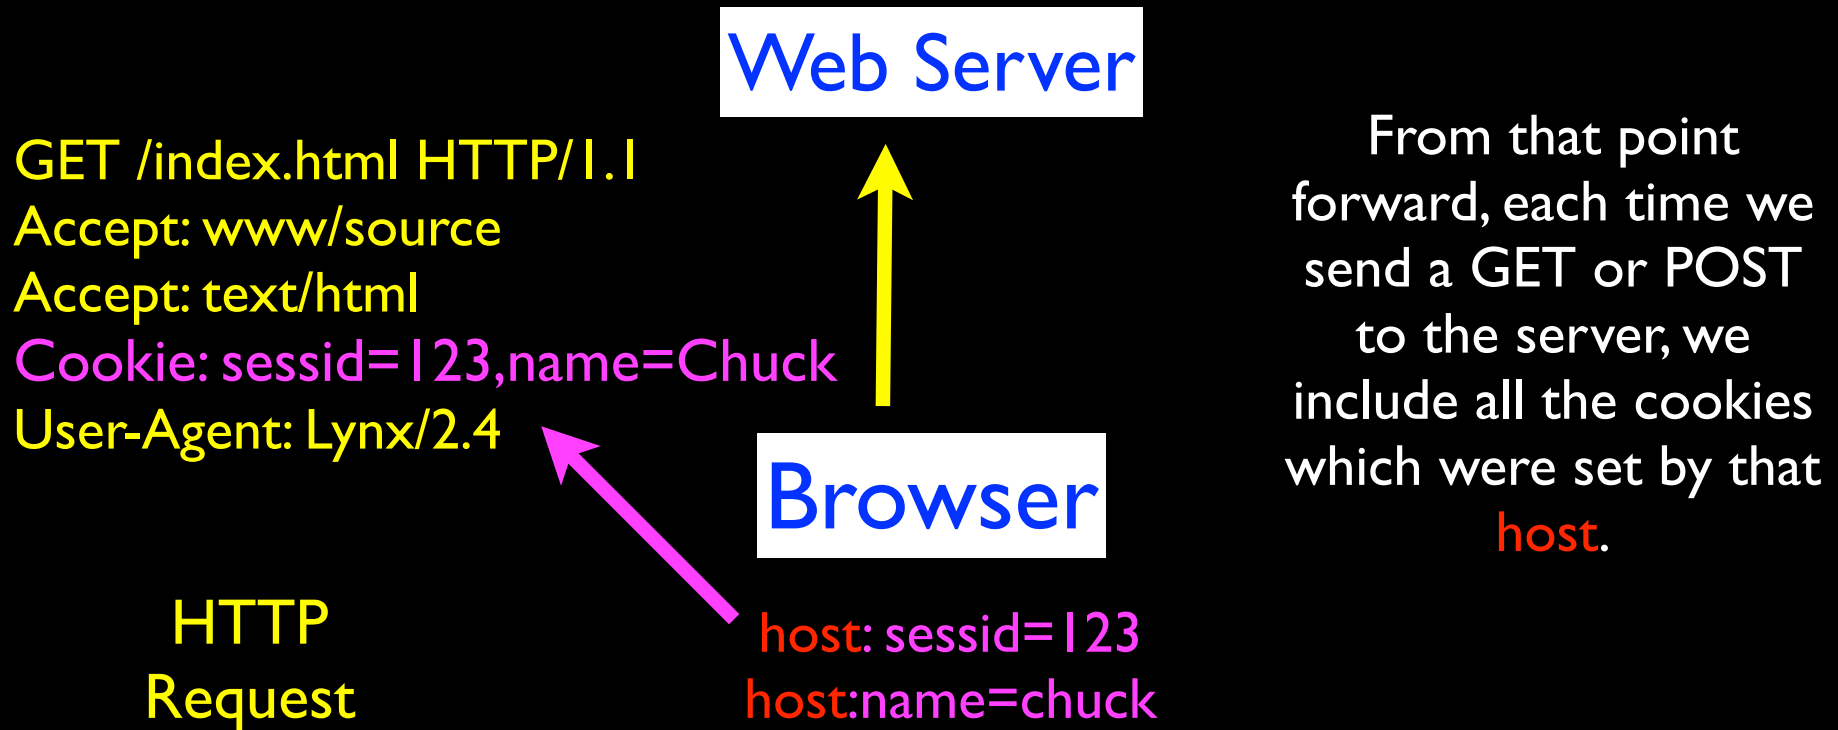 Web Server
GET /index.html HTTP/1.1
Accept: www/source
Accept: text/html
Cookie: sessid=123,name=Chuck
User-Agent: Lynx/2.4
HTTP
Request
Browser
host: sessid=123
host:name=chuck
From that point
forward, each time we
send a GET or POST
to the server, we
include all the cookies
which were set by that
host.